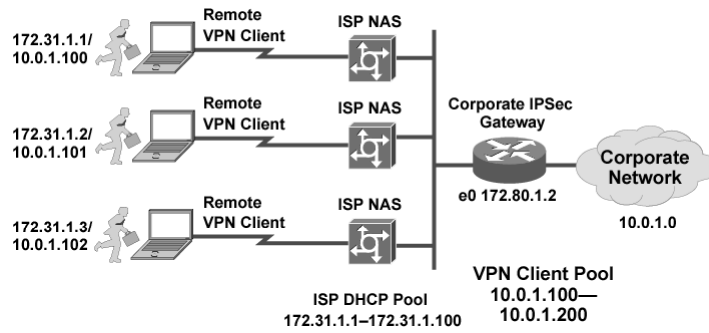 Remote
VPN Client
ISP NAS
172.31.1.1/
10.0.1.100
Remote
VPN Client
ISP NAS
172.31.1.2/
10.0.1.101
Corporate IPSec
Gateway
Corporate
Network
e0 172.80.1.2
10.0.1.0
Remote
VPN Client
ISP NAS
172.31.1.3/
10.0.1.102
VPN Client Pool
10.0.1.100—
10.0.1.200
ISP DHCP Pool
172.31.1.1–172.31.1.100